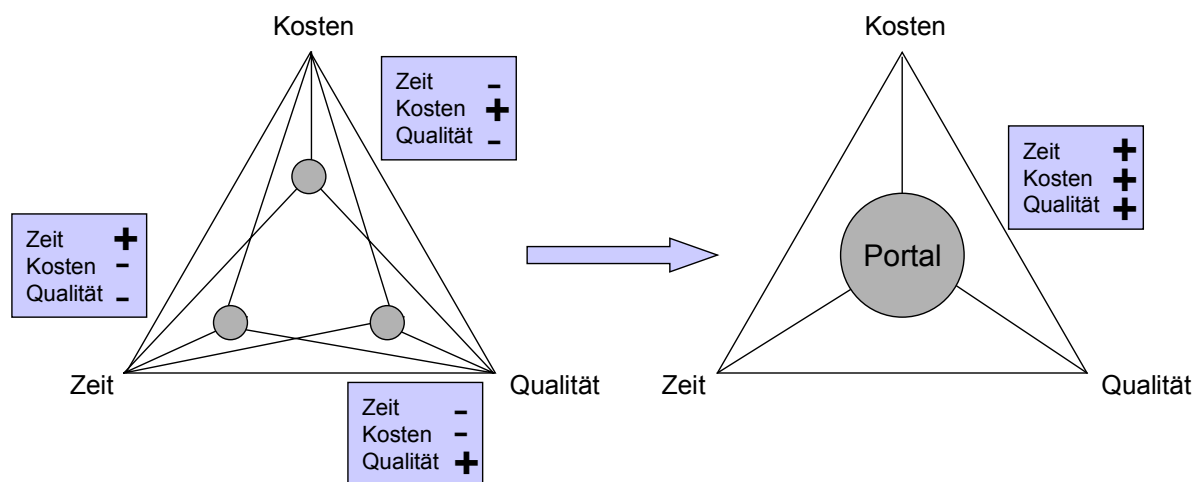 Kosten
Zeit -
Kosten +
Qualität -
Zeit +
Kosten -
Qualität -
Zeit
Qualität
Zeit -
Kosten -
Qualität +
Kosten
Zeit +
Kosten +
Qualität +
Portal
Zeit
Qualität